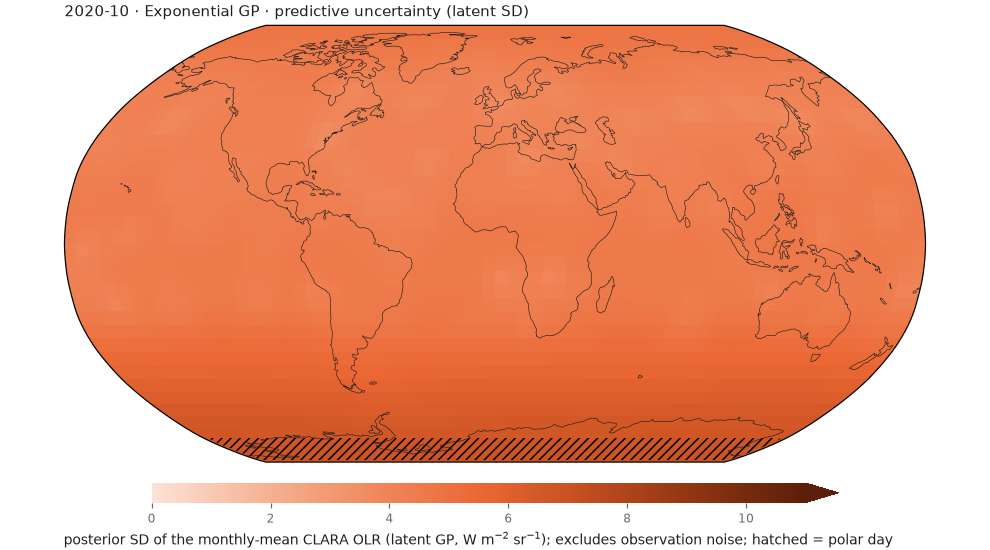 2020-10 · Exponential GP · predictive uncertainty (latent SD)
0 2 4 6 8 10
posterior SD of the monthly-mean CLARA OLR (latent GP, W m⁻² sr⁻¹); excludes observation noise; hatched = polar day